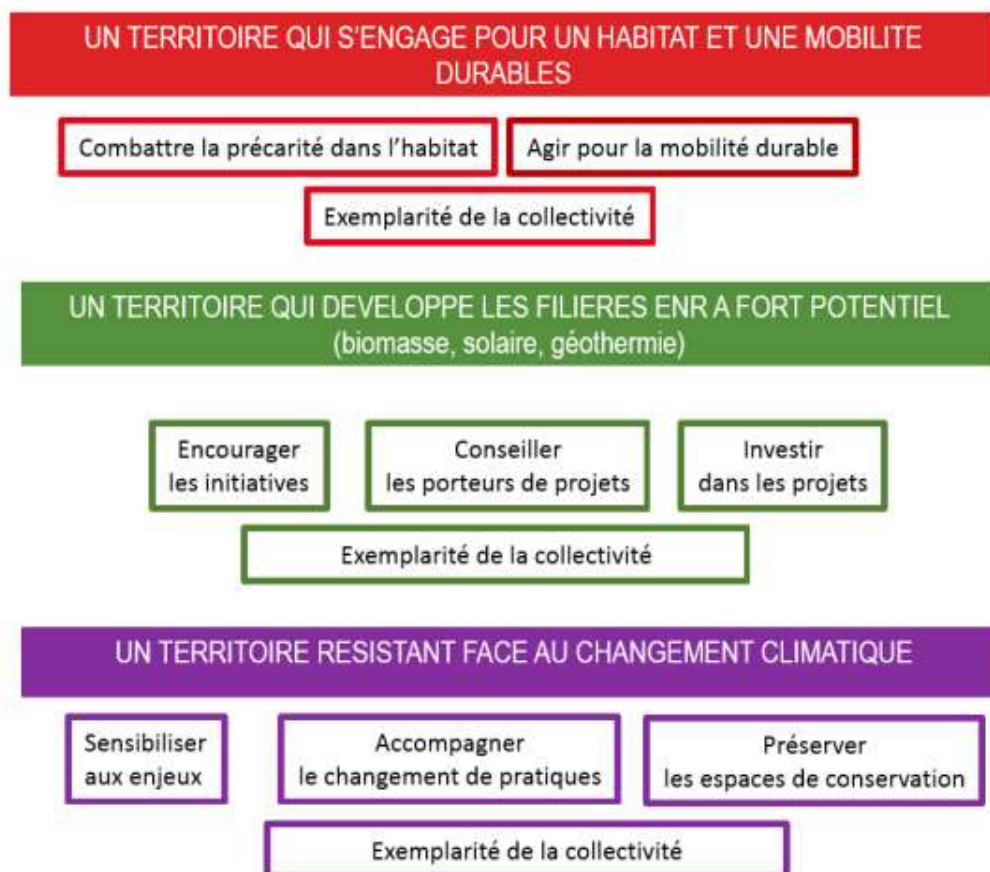 UN TERRITOIRE QUI S'ENGAGE POUR UN HABITAT ET UNE MOBILITE
DURABLES
Combattre la précarité dans l'habitat
Agir pour la mobilité durable
Exemplarité de la collectivité
UN TERRITOIRE QUI DEVELOPPE LES FILIERES ENR A FORT POTENTIEL
(biomasse, solaire, géothermie)
Encourager
les initiatives
Conseiller
les porteurs de projets
Investir
dans les projets
Exemplarité de la collectivité
UN TERRITOIRE RESISTANT FACE AU CHANGEMENT CLIMATIQUE
Sensibiliser
aux enjeux
Accompagner
le changement de pratiques
Préserver
les espaces de conservation
Exemplarité de la collectivité